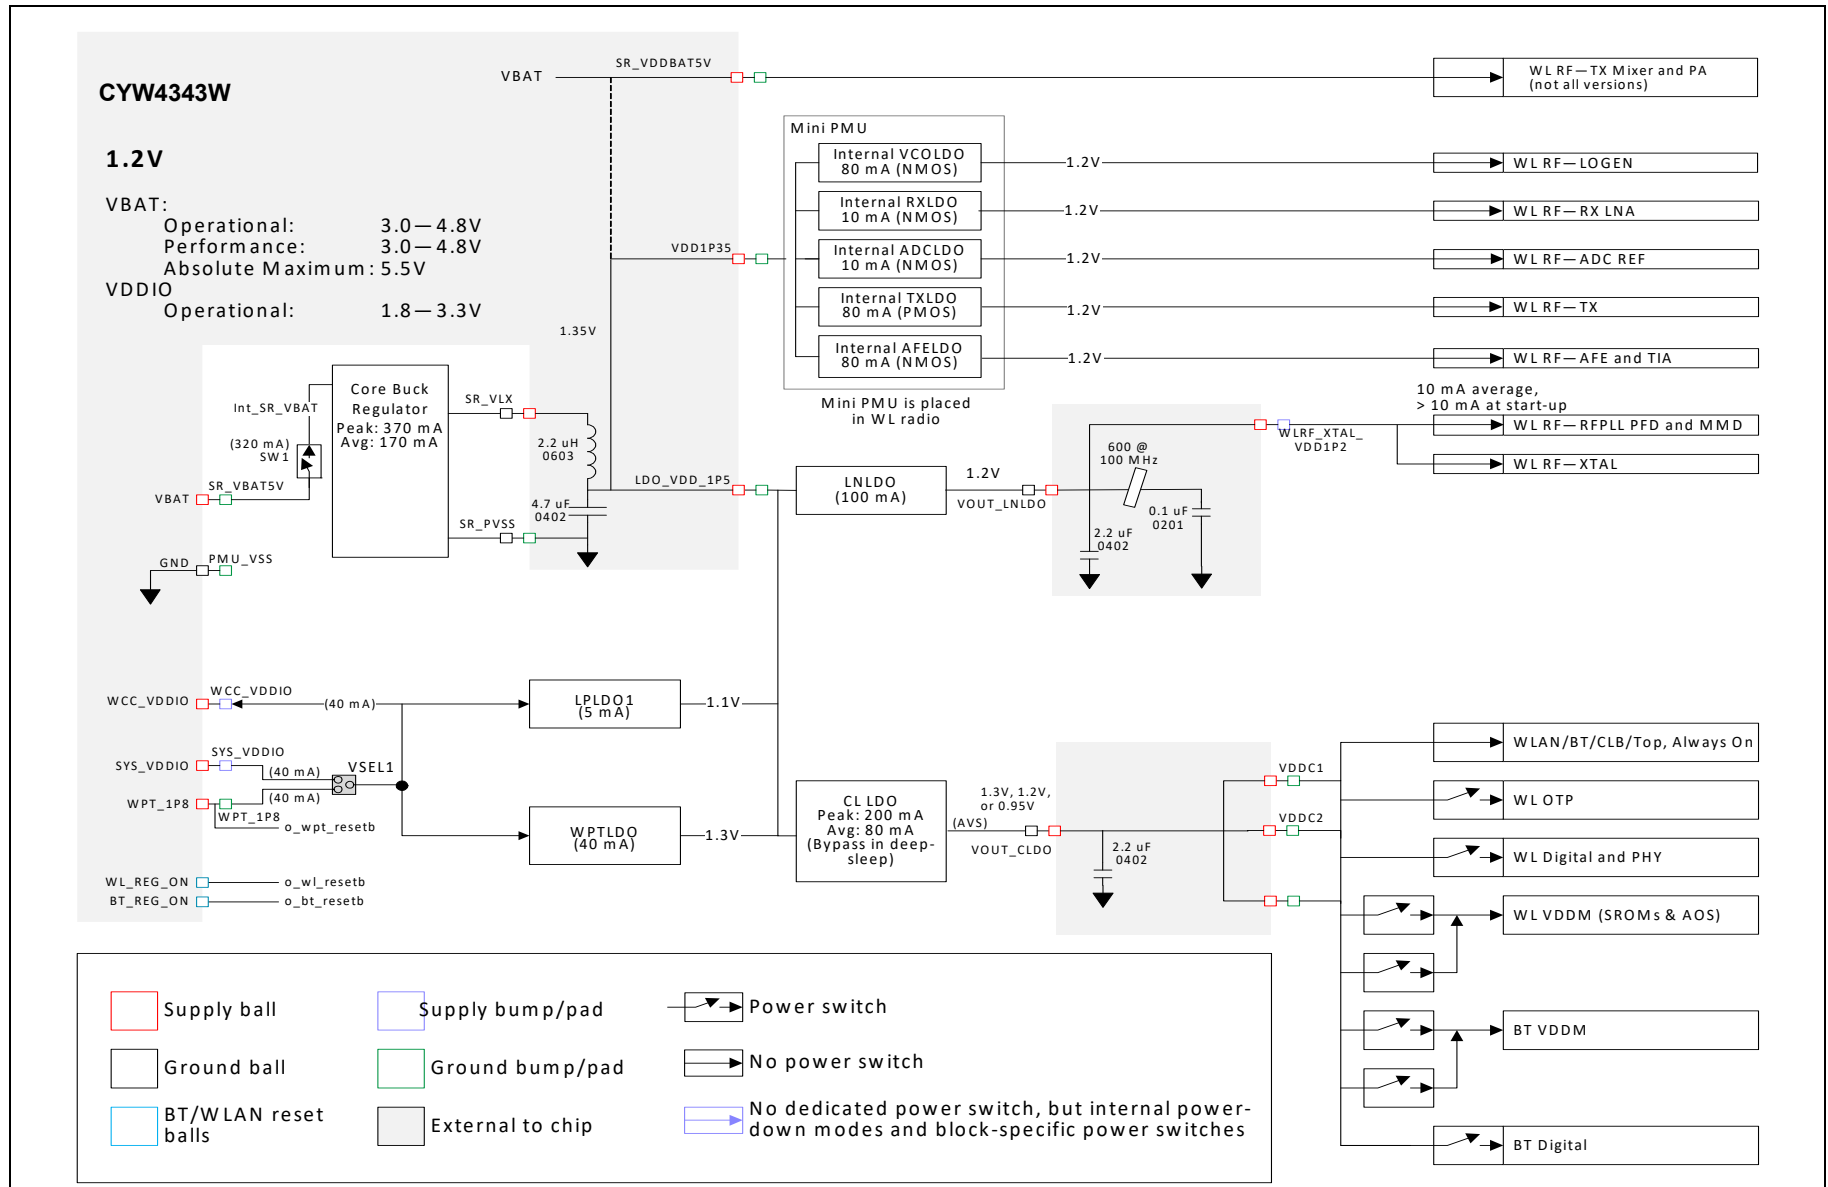 CYW4343W
1.2V
VBAT:
Operational: 3.0—4.8V
Performance: 3.0—4.8V
Absolute Maximum: 5.5V
VDDIO
Operational: 1.8—3.3V
VBAT
SR_VDDBAT5V
WL RF—TX Mixer and PA
(not all versions)
Mini PMU
Internal VCOLDO
80 mA (NMOS)
1.2V
WL RF—LOGEN
Internal RXLDO
10 mA (NMOS)
1.2V
WL RF—RX LNA
VDD1P35
Internal ADCLDO
10 mA (NMOS)
1.2V
WL RF—ADC REF
Internal TXLDO
80 mA (PMOS)
1.2V
WL RF—TX
1.35V
Internal AFELDO
80 mA (NMOS)
1.2V
WL RF—AFE and TIA
Mini PMU is placed
in WL radio
10 mA average,
> 10 mA at start-up
WL RF—RFPLL PFD and MMD
WL RF—XTAL
WLRF_XTAL_
VDD1P2
Core Buck
Regulator
Peak: 370 mA
Avg: 170 mA
Int_SR_VBAT
(320 mA)
SW1
VBAT
SR_VBAT5V
SR_VLX
2.2 uH
0603
4.7 uF
0402
SR_PVSS
LDO_VDD_1P5
LNLDO
(100 mA)
1.2V
VOUT_LNLDO
600 @
100 MHz
2.2 uF
0402
0.1 uF
0201
GND
PMU_VSS
WCC_VDDIO
WCC_VDDIO
(40 mA)
LPLDO1
(5 mA)
1.1V
SYS_VDDIO
SYS_VDDIO
(40 mA)
VSEL1
WPT_1P8
(40 mA)
WPT_1P8
o_wpt_resetb
WPTLDO
(40 mA)
1.3V
WL_REG_ON
o_wl_resetb
BT_REG_ON
o_bt_resetb
CL LDO
Peak: 200 mA
Avg: 80 mA
(Bypass in deep-
sleep)
1.3V, 1.2V,
or 0.95V
(AVS)
VOUT_CLDO
2.2 uF
0402
VDDC1
VDDC2
WLAN/BT/CLB/Top, Always On
WL OTP
WL Digital and PHY
WL VDDM (SROMs & AOS)
BT VDDM
BT Digital
Supply ball
Supply bump/pad
Power switch
Ground ball
Ground bump/pad
No power switch
BT/WLAN reset
balls
External to chip
No dedicated power switch, but internal power-
down modes and block-specific power switches